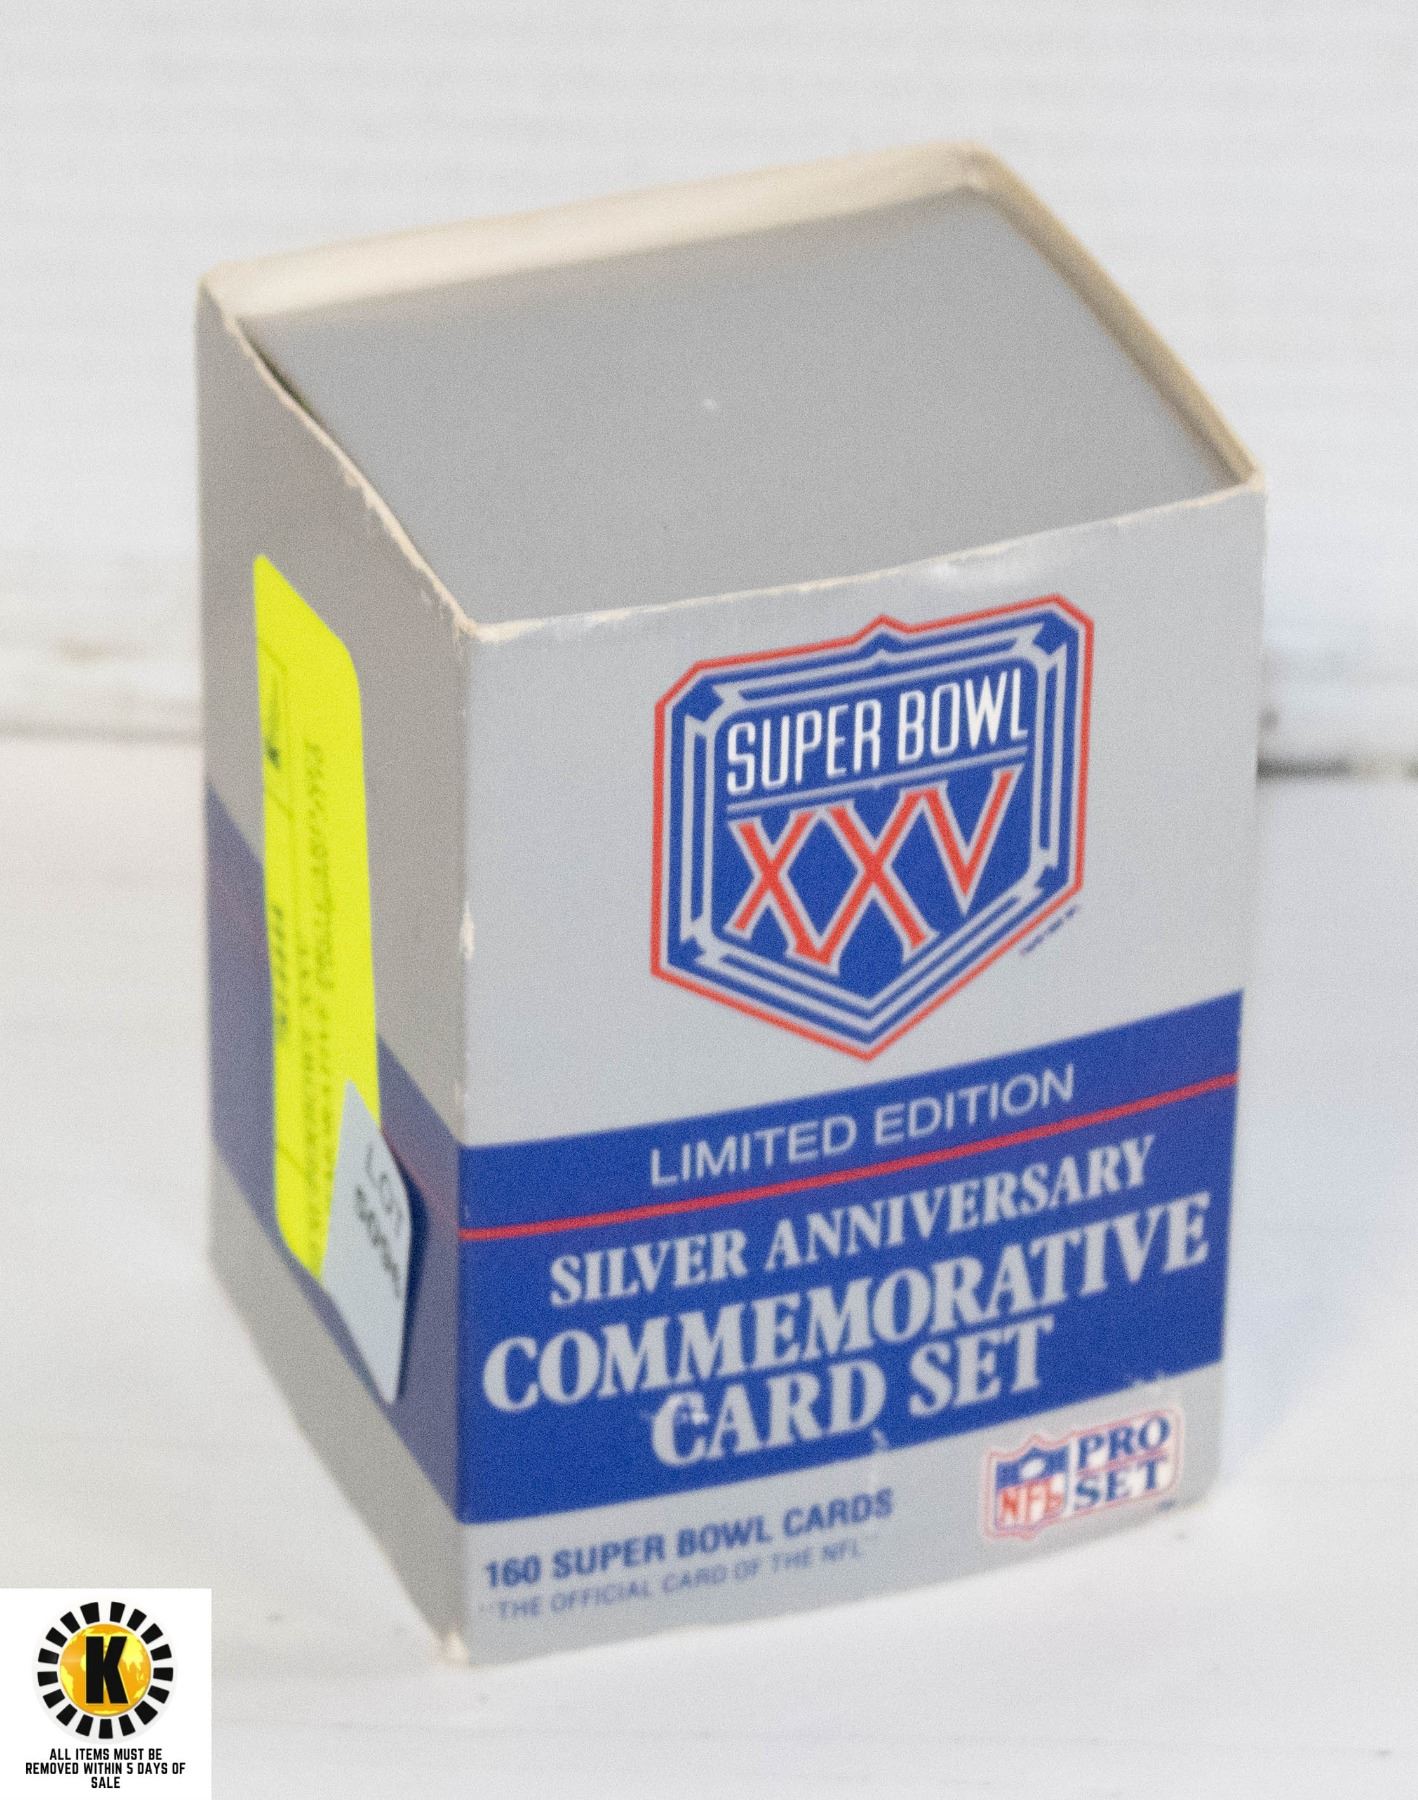 SUPER BOWL
XXV
LIMITED EDITION
SILVER ANNIVERSARY
COMMEMORATIVE
CARD SET
160 SUPER BOWL CARDS
"THE OFFICIAL CARD OF THE NFL"
NFL
PRO
SET
LOT
K
ALL ITEMS MUST BE
REMOVED WITHIN 5 DAYS OF
SALE